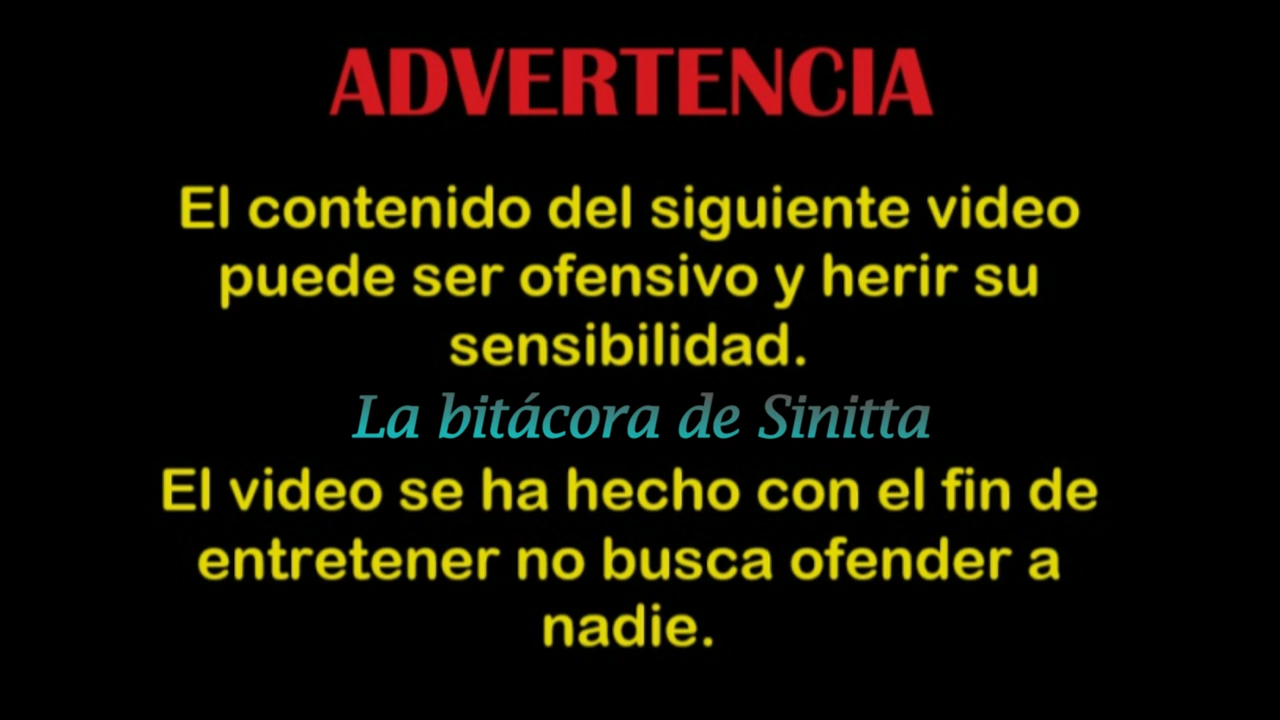 ADVERTENCIA
El contenido del siguiente video
puede ser ofensivo y herir su
sensibilidad.
La bitácora de Sinitta
El video se ha hecho con el fin de
entretener no busca ofender a
nadie.